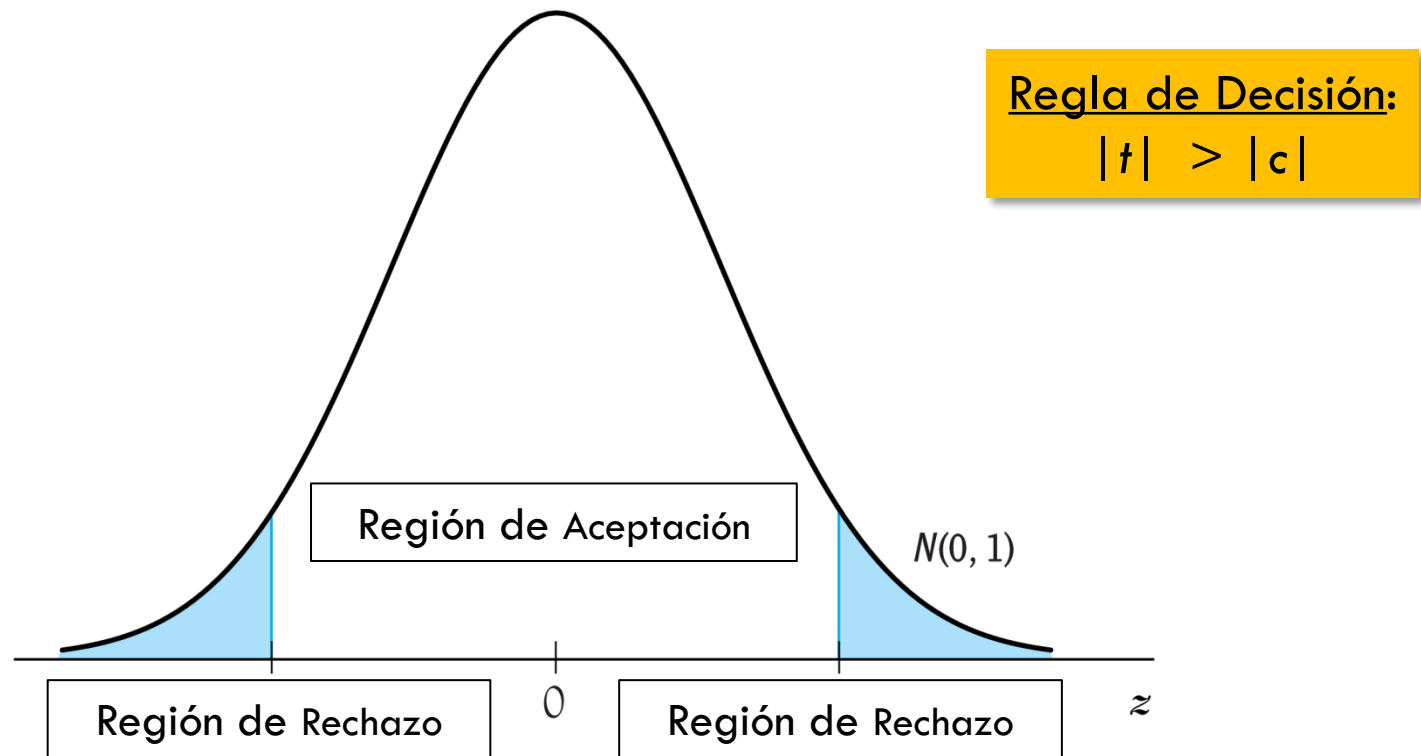 Regla de Decisión:
|t| > |c|
Región de Aceptación
N(0, 1)
0
z
Región de Rechazo
Región de Rechazo